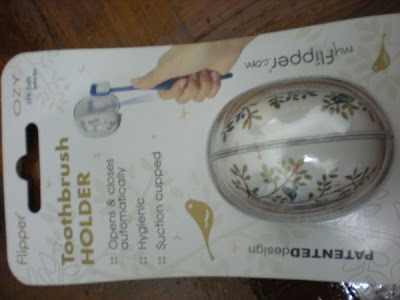 Flipper
Toothbrush
HOLDER
:: Opens & closes
automatically
:: Hygienic
:: Suction cupped
OZY
myflipper.com
PATENTEDdesign